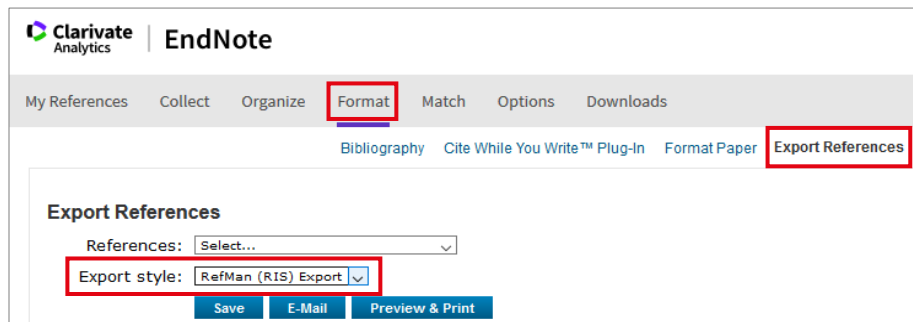 Clarivate Analytics | EndNote
My References Collect Organize Format Match Options Downloads
Bibliography Cite While You Write™ Plug-In Format Paper Export References
Export References
References: Select...
Export style: RefMan (RIS) Export
Save E-Mail Preview & Print